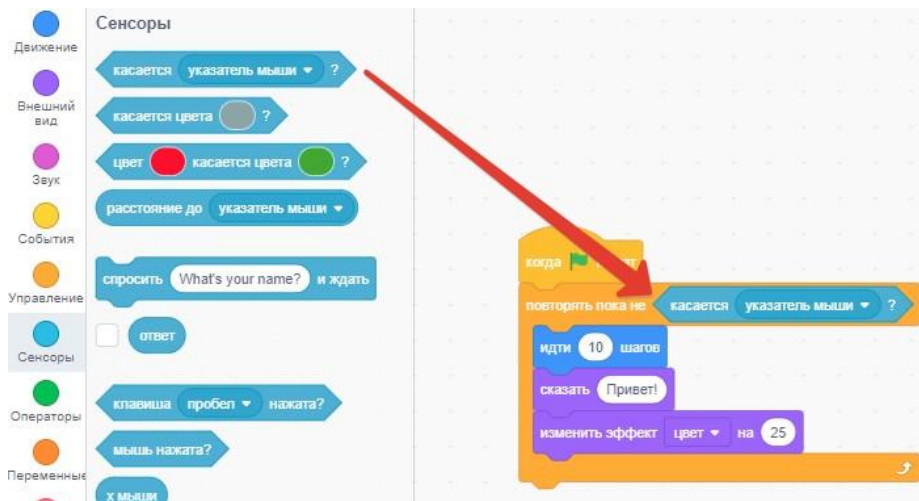 Движение
Внешний
вид
Звук
События
Управление
Сенсоры
Операторы
Переменные
Сенсоры
касается указатель мыши ?
касается цвета ?
цвет касается цвета ?
расстояние до указатель мыши
спросить What's your name? и ждать
ответ
клавиша пробел нажата?
мышь нажата?
х мыши
когда
повторять пока не касается указатель мыши ?
идти 10 шагов
сказать Привет!
изменить эффект цвет на 25